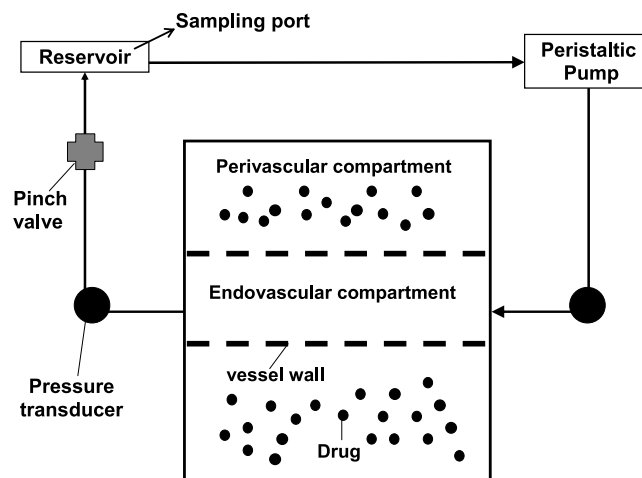 Sampling port
Reservoir
Peristaltic
Pump
Perivascular compartment
Pinch
valve
Endovascular compartment
vessel wall
Pressure
transducer
Drug